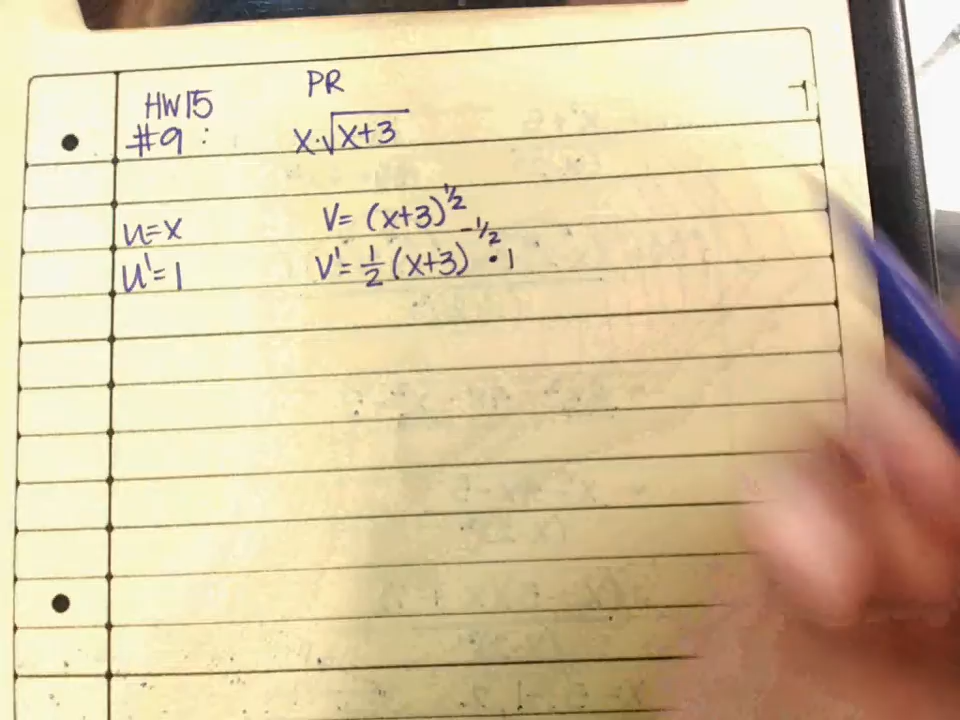 PR
HW15
#9: x·√(x+3)
u=x v=(x+3)^½
u'=1 v'=½(x+3)^-½ · 1